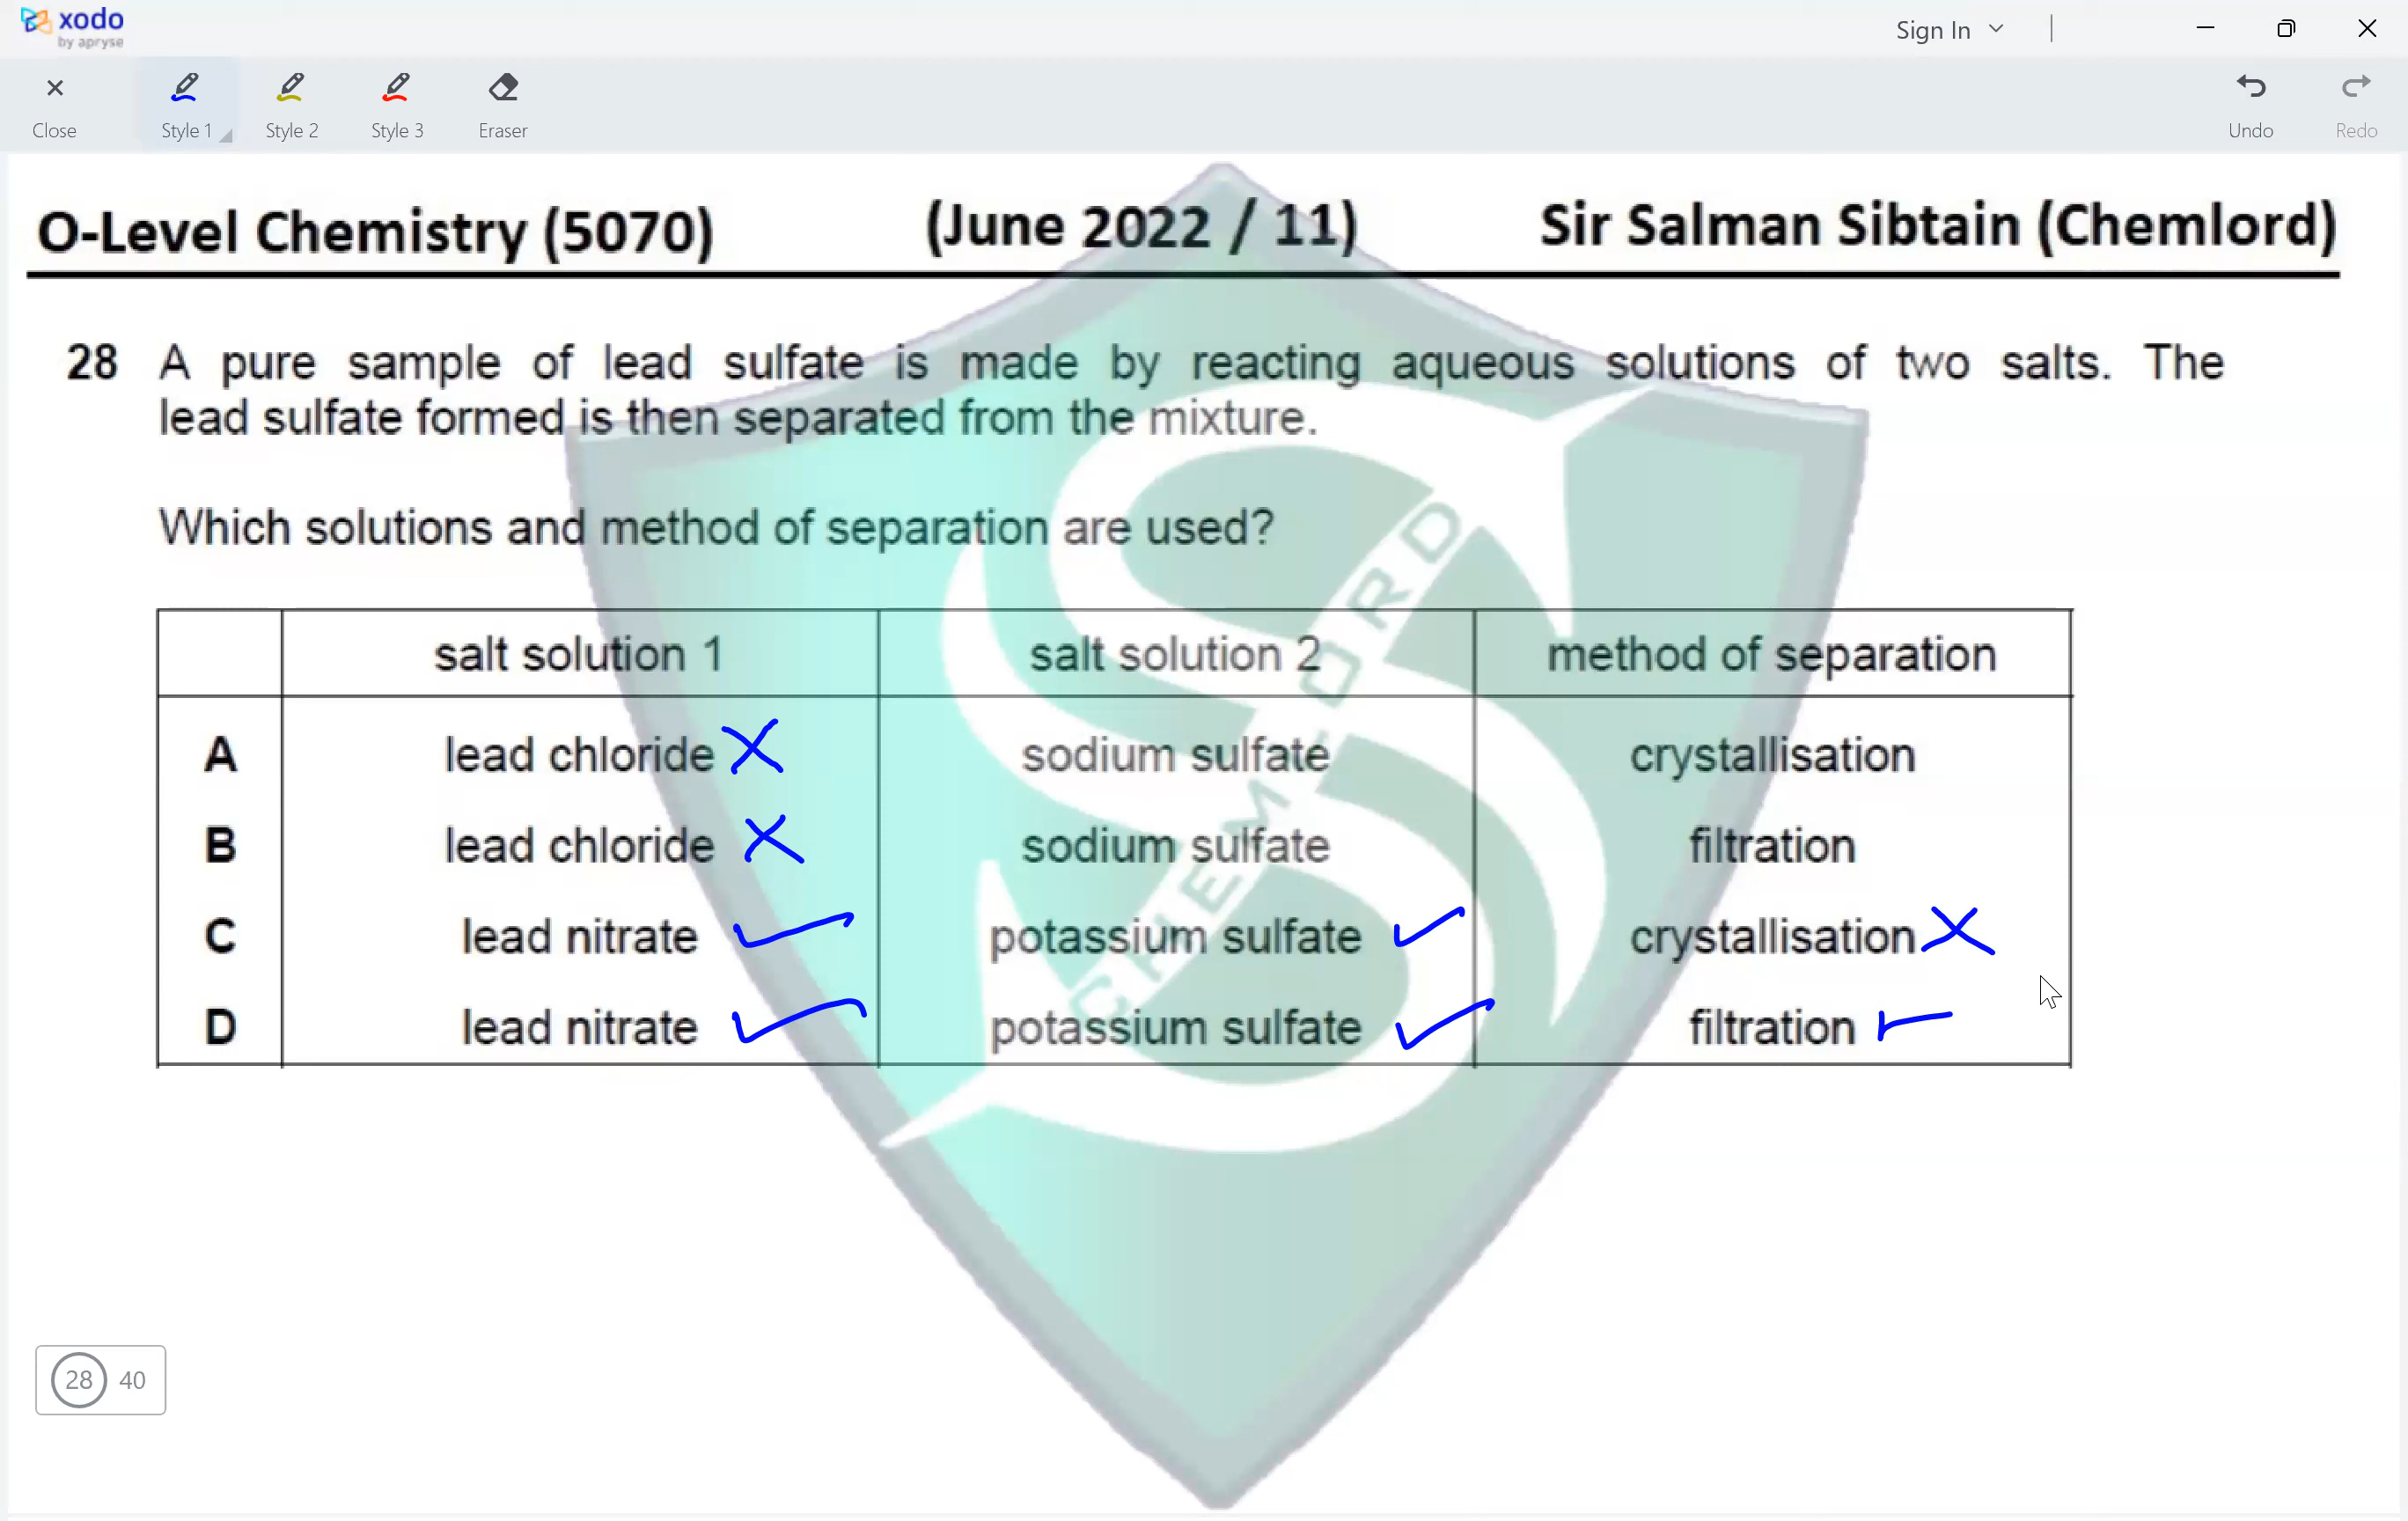 xodo
by apryse
Sign In
Close
Style 1
Style 2
Style 3
Eraser
Undo
Redo
O-Level Chemistry (5070) (June 2022 / 11) Sir Salman Sibtain (Chemlord)
28 A pure sample of lead sulfate is made by reacting aqueous solutions of two salts. The
lead sulfate formed is then separated from the mixture.
Which solutions and method of separation are used?
salt solution 1 salt solution 2 method of separation
A lead chloride sodium sulfate crystallisation
B lead chloride sodium sulfate filtration
C lead nitrate potassium sulfate crystallisation
D lead nitrate potassium sulfate filtration
CHEMLORD
28 40